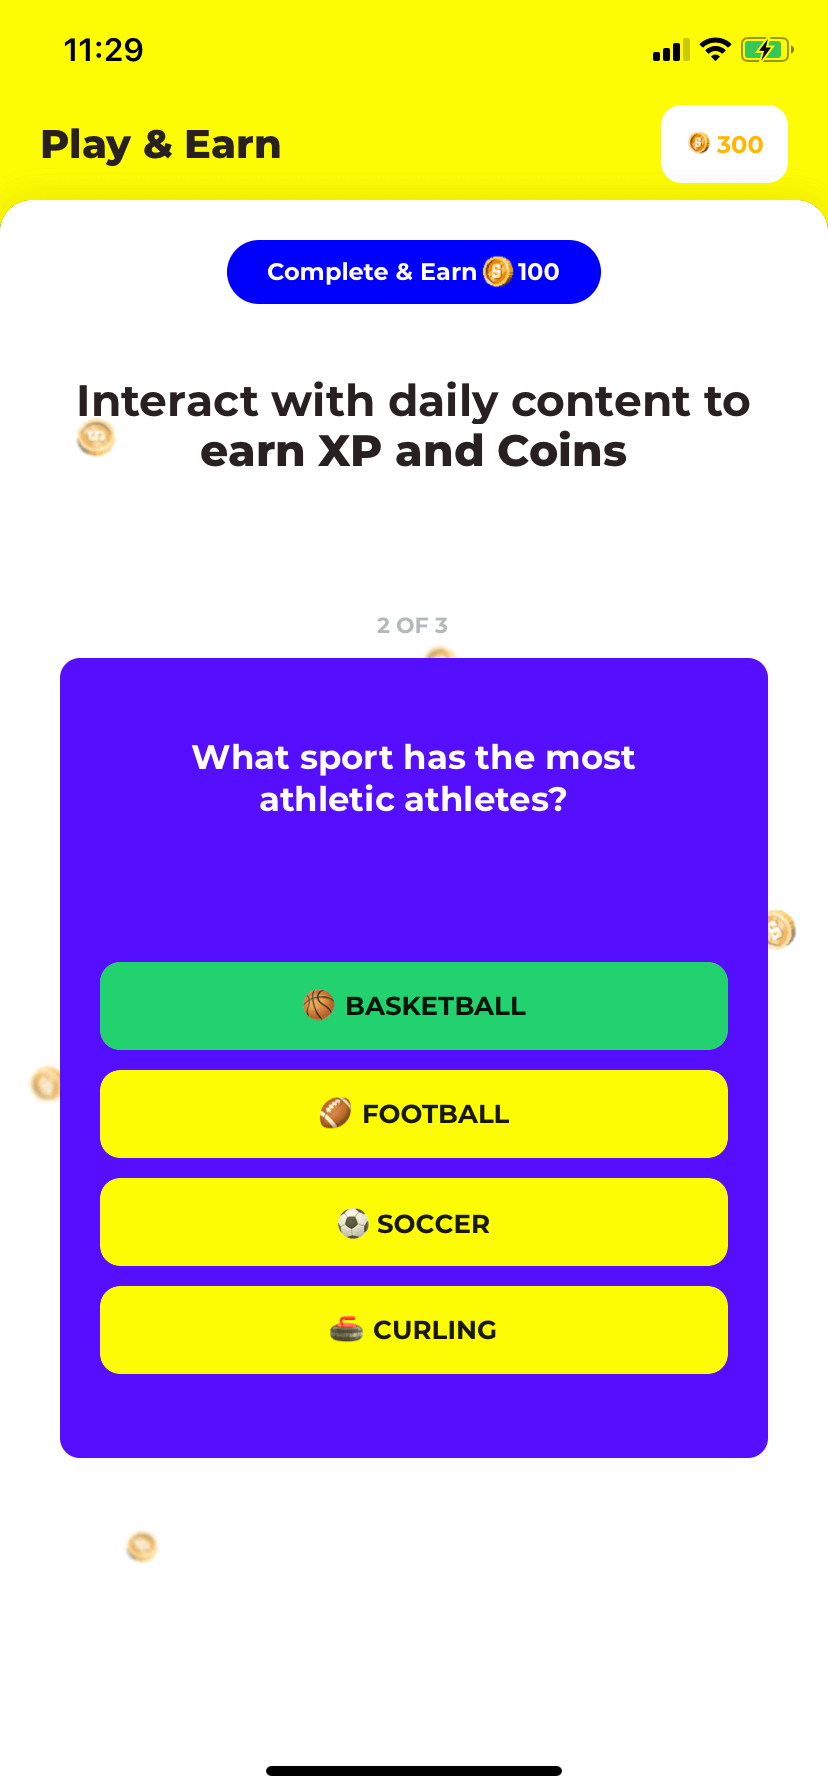 11:29
Play & Earn
300
Complete & Earn 100
Interact with daily content to
earn XP and Coins
2 OF 3
What sport has the most
athletic athletes?
BASKETBALL
FOOTBALL
SOCCER
CURLING